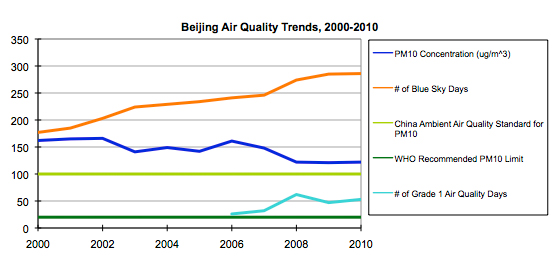 Beijing Air Quality Trends, 2000-2010
350
300
250
200
150
100
50
0
2000 2002 2004 2006 2008 2010
PM10 Concentration (ug/m^3)
# of Blue Sky Days
China Ambient Air Quality Standard for
PM10
WHO Recommended PM10 Limit
# of Grade 1 Air Quality Days